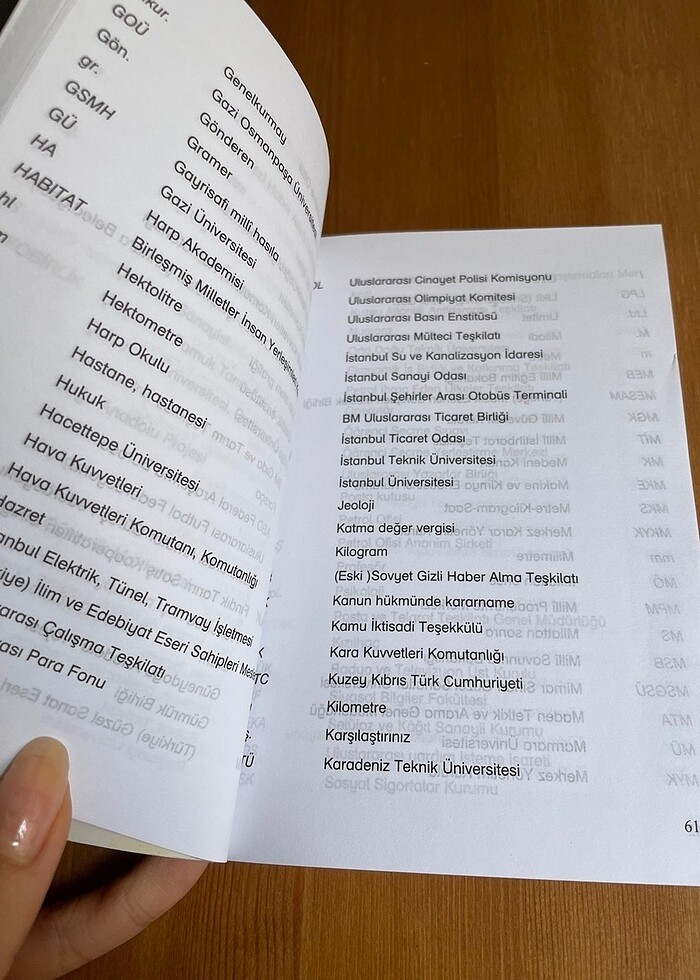 GOÜ
Gön.
gr.
GSMH
GÜ
HA
HABITAT
Genelkurmay
Gazi Osmanpaşa Üniversitesi
Gönderen
Gramer
Gayrisafi millî hasıla
Gazi Üniversitesi
Harp Akademisi
Birleşmiş Milletler İnsan
Hektolitre
Hektometre
Harp Okulu
Hastane, hastanesi
Hukuk
Hacettepe Üniversitesi
Hava Kuvvetleri
Hava Kuvvetleri Komutanı, Komutanlığı
Hazret
Elektrik, Tünel, Tramvay İşletmesi
İlim ve Edebiyat Eseri Sahipleri
Çalışma Teşkilatı
Para Fonu
Uluslararası Cinayet Polisi Komisyonu
Uluslararası Olimpiyat Komitesi
Uluslararası Basın Enstitüsü
Uluslararası Mülteci Teşkilatı
İstanbul Su ve Kanalizasyon İdaresi
İstanbul Sanayi Odası
İstanbul Şehirler Arası Otobüs Terminali
BM Uluslararası Ticaret Birliği
İstanbul Ticaret Odası
İstanbul Teknik Üniversitesi
İstanbul Üniversitesi
Jeoloji
Katma değer vergisi
Kilogram
(Eski )Sovyet Gizli Haber Alma Teşkilatı
Kanun hükmünde kararname
Kamu İktisadi Teşekkülü
Kara Kuvvetleri Komutanlığı
Kuzey Kıbrıs Türk Cumhuriyeti
Kilometre
Karşılaştırınız
Karadeniz Teknik Üniversitesi
61